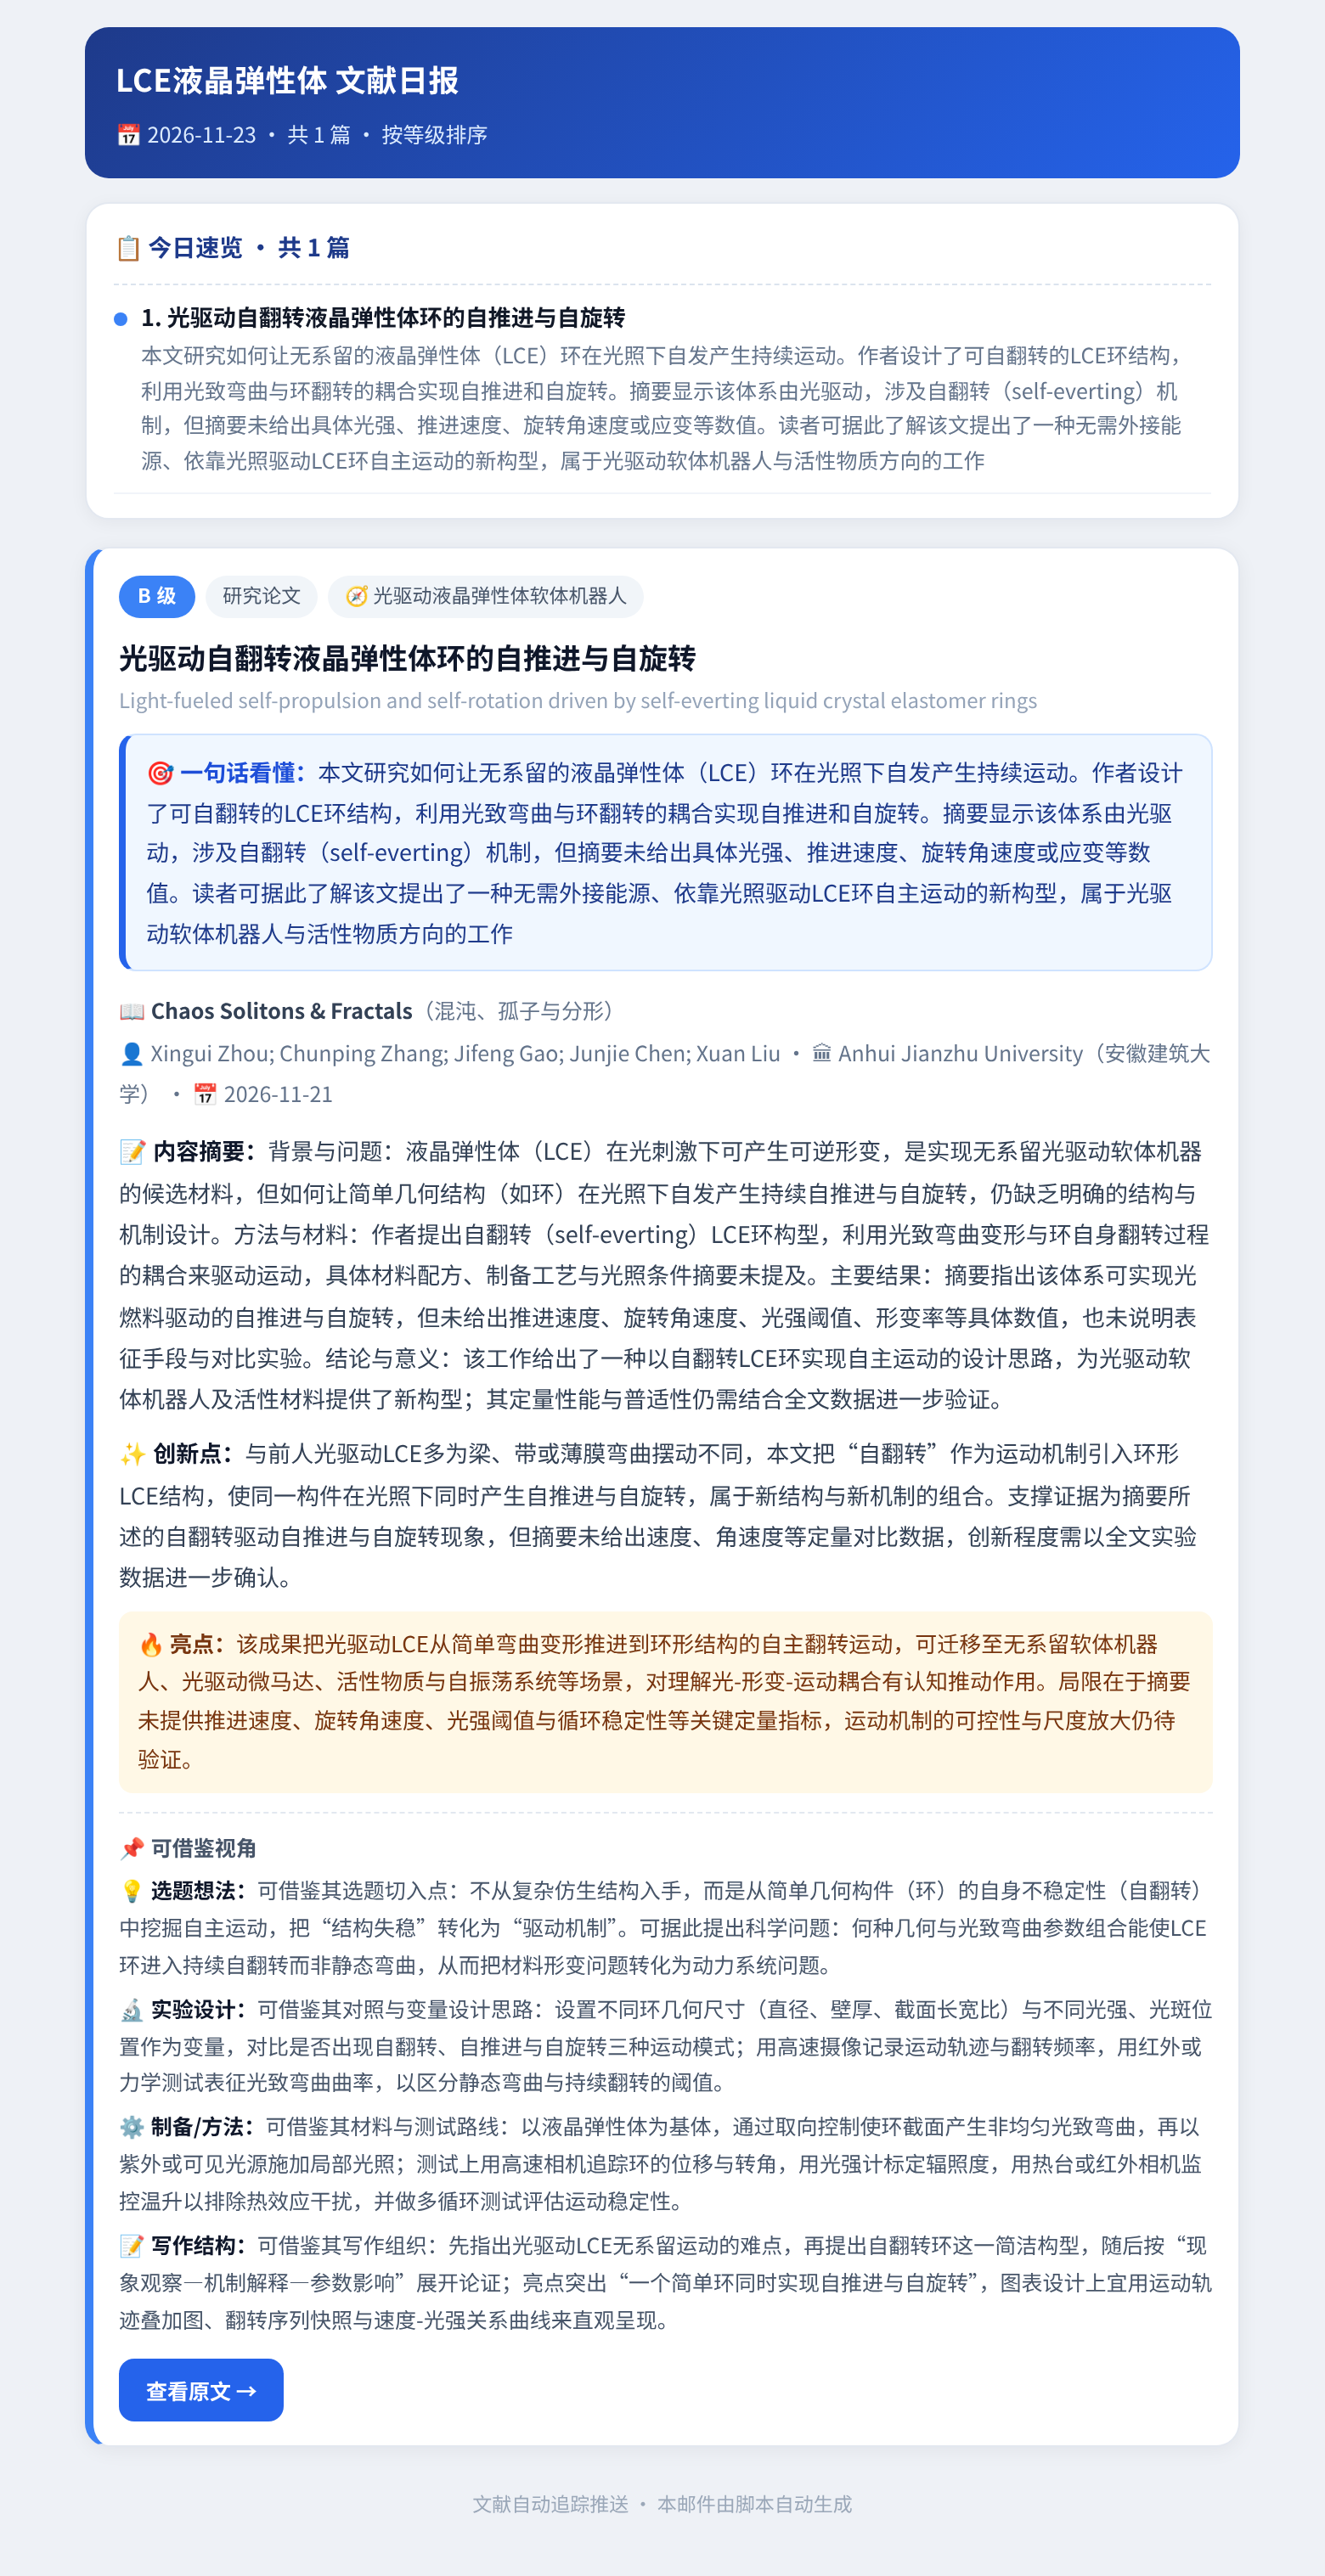 LCE液晶弹性体 文献日报
📅 2026-11-23 · 共 1 篇 · 按等级排序
📋 今日速览 · 共 1 篇
1. 光驱动自翻转液晶弹性体环的自推进与自旋转
本文研究如何让无系留的液晶弹性体（LCE）环在光照下自发产生持续运动。作者设计了可自翻转的LCE环结构，
利用光致弯曲与环翻转的耦合实现自推进和自旋转。摘要显示该体系由光驱动，涉及自翻转（self-everting）机
制，但摘要未给出具体光强、推进速度、旋转角速度或应变等数值。读者可据此了解该文提出了一种无需外接能
源、依靠光照驱动LCE环自主运动的新构型，属于光驱动软体机器人与活性物质方向的工作
B 级
研究论文
🧭 光驱动液晶弹性体软体机器人
光驱动自翻转液晶弹性体环的自推进与自旋转
Light-fueled self-propulsion and self-rotation driven by self-everting liquid crystal elastomer rings
🎯 一句话看懂：本文研究如何让无系留的液晶弹性体（LCE）环在光照下自发产生持续运动。作者设计
了可自翻转的LCE环结构，利用光致弯曲与环翻转的耦合实现自推进和自旋转。摘要显示该体系由光驱
动，涉及自翻转（self-everting）机制，但摘要未给出具体光强、推进速度、旋转角速度或应变等数
值。读者可据此了解该文提出了一种无需外接能源、依靠光照驱动LCE环自主运动的新构型，属于光驱
动软体机器人与活性物质方向的工作
📖 Chaos Solitons & Fractals（混沌、孤子与分形）
👤 Xingui Zhou; Chunping Zhang; Jifeng Gao; Junjie Chen; Xuan Liu · 🏛 Anhui Jianzhu University（安徽建筑大
学） · 📅 2026-11-21
📝 内容摘要：背景与问题：液晶弹性体（LCE）在光刺激下可产生可逆形变，是实现无系留光驱动软体机器
的候选材料，但如何让简单几何结构（如环）在光照下自发产生持续自推进与自旋转，仍缺乏明确的结构与
机制设计。方法与材料：作者提出自翻转（self-everting）LCE环构型，利用光致弯曲变形与环自身翻转过程
的耦合来驱动运动，具体材料配方、制备工艺与光照条件摘要未提及。主要结果：摘要指出该体系可实现光
燃料驱动的自推进与自旋转，但未给出推进速度、旋转角速度、光强阈值、形变率等具体数值，也未说明表
征手段与对比实验。结论与意义：该工作给出了一种以自翻转LCE环实现自主运动的设计思路，为光驱动软
体机器人及活性材料提供了新构型；其定量性能与普适性仍需结合全文数据进一步验证。
✨ 创新点：与前人光驱动LCE多为梁、带或薄膜弯曲摆动不同，本文把“自翻转”作为运动机制引入环形
LCE结构，使同一构件在光照下同时产生自推进与自旋转，属于新结构与新机制的组合。支撑证据为摘要所
述的自翻转驱动自推进与自旋转现象，但摘要未给出速度、角速度等定量对比数据，创新程度需以全文实验
数据进一步确认。
🔥 亮点：该成果把光驱动LCE从简单弯曲变形推进到环形结构的自主翻转运动，可迁移至无系留软体机器
人、光驱动微马达、活性物质与自振荡系统等场景，对理解光-形变-运动耦合有认知推动作用。局限在于摘要
未提供推进速度、旋转角速度、光强阈值与循环稳定性等关键定量指标，运动机制的可控性与尺度放大仍待
验证。
📌 可借鉴视角
💡 选题想法：可借鉴其选题切入点：不从复杂仿生结构入手，而是从简单几何构件（环）的自身不稳定性（自翻转）
中挖掘自主运动，把“结构失稳”转化为“驱动机制”。可据此提出科学问题：何种几何与光致弯曲参数组合能使LCE
环进入持续自翻转而非静态弯曲，从而把材料形变问题转化为动力系统问题。
🔬 实验设计：可借鉴其对照与变量设计思路：设置不同环几何尺寸（直径、壁厚、截面长宽比）与不同光强、光斑位
置作为变量，对比是否出现自翻转、自推进与自旋转三种运动模式；用高速摄像记录运动轨迹与翻转频率，用红外或
力学测试表征光致弯曲曲率，以区分静态弯曲与持续翻转的阈值。
⚙️ 制备/方法：可借鉴其材料与测试路线：以液晶弹性体为基体，通过取向控制使环截面产生非均匀光致弯曲，再以
紫外或可见光源施加局部光照；测试上用高速相机追踪环的位移与转角，用光强计标定辐照度，用热台或红外相机监
控温升以排除热效应干扰，并做多循环测试评估运动稳定性。
📝 写作结构：可借鉴其写作组织：先指出光驱动LCE无系留运动的难点，再提出自翻转环这一简洁构型，随后按“现
象观察—机制解释—参数影响”展开论证；亮点突出“一个简单环同时实现自推进与自旋转”，图表设计上宜用运动轨
迹叠加图、翻转序列快照与速度-光强关系曲线来直观呈现。
查看原文 →
文献自动追踪推送 · 本邮件由脚本自动生成